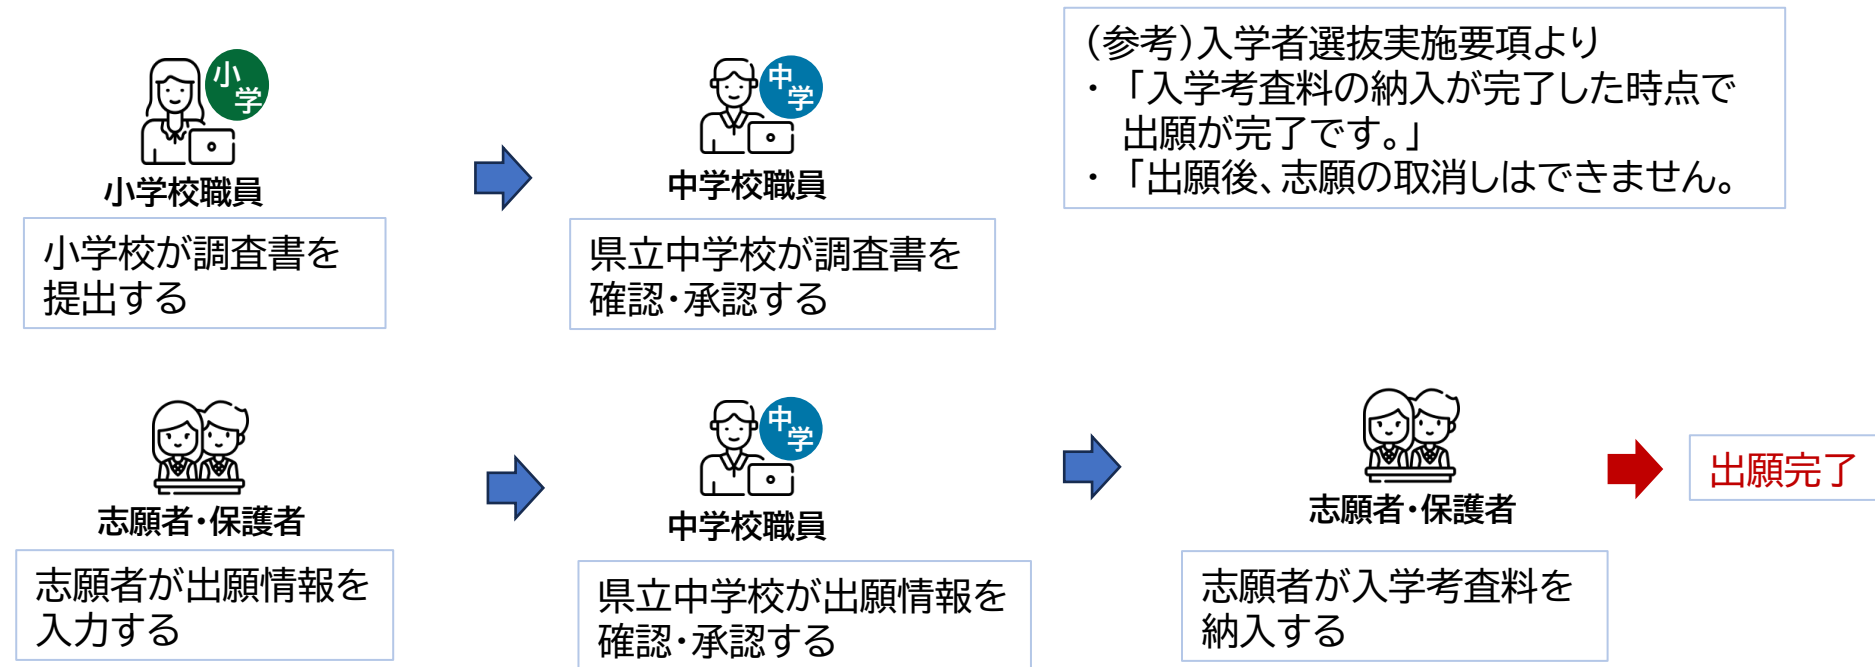 小学
小学校職員
小学校が調査書を
提出する
中学
中学校職員
県立中学校が調査書を
確認・承認する
(参考)入学者選抜実施要項より
・「入学考査料の納入が完了した時点で
出願が完了です。」
・「出願後、志願の取消しはできません。
志願者・保護者
志願者が出願情報を
入力する
中学
中学校職員
県立中学校が出願情報を
確認・承認する
志願者・保護者
志願者が入学考査料を
納入する
出願完了